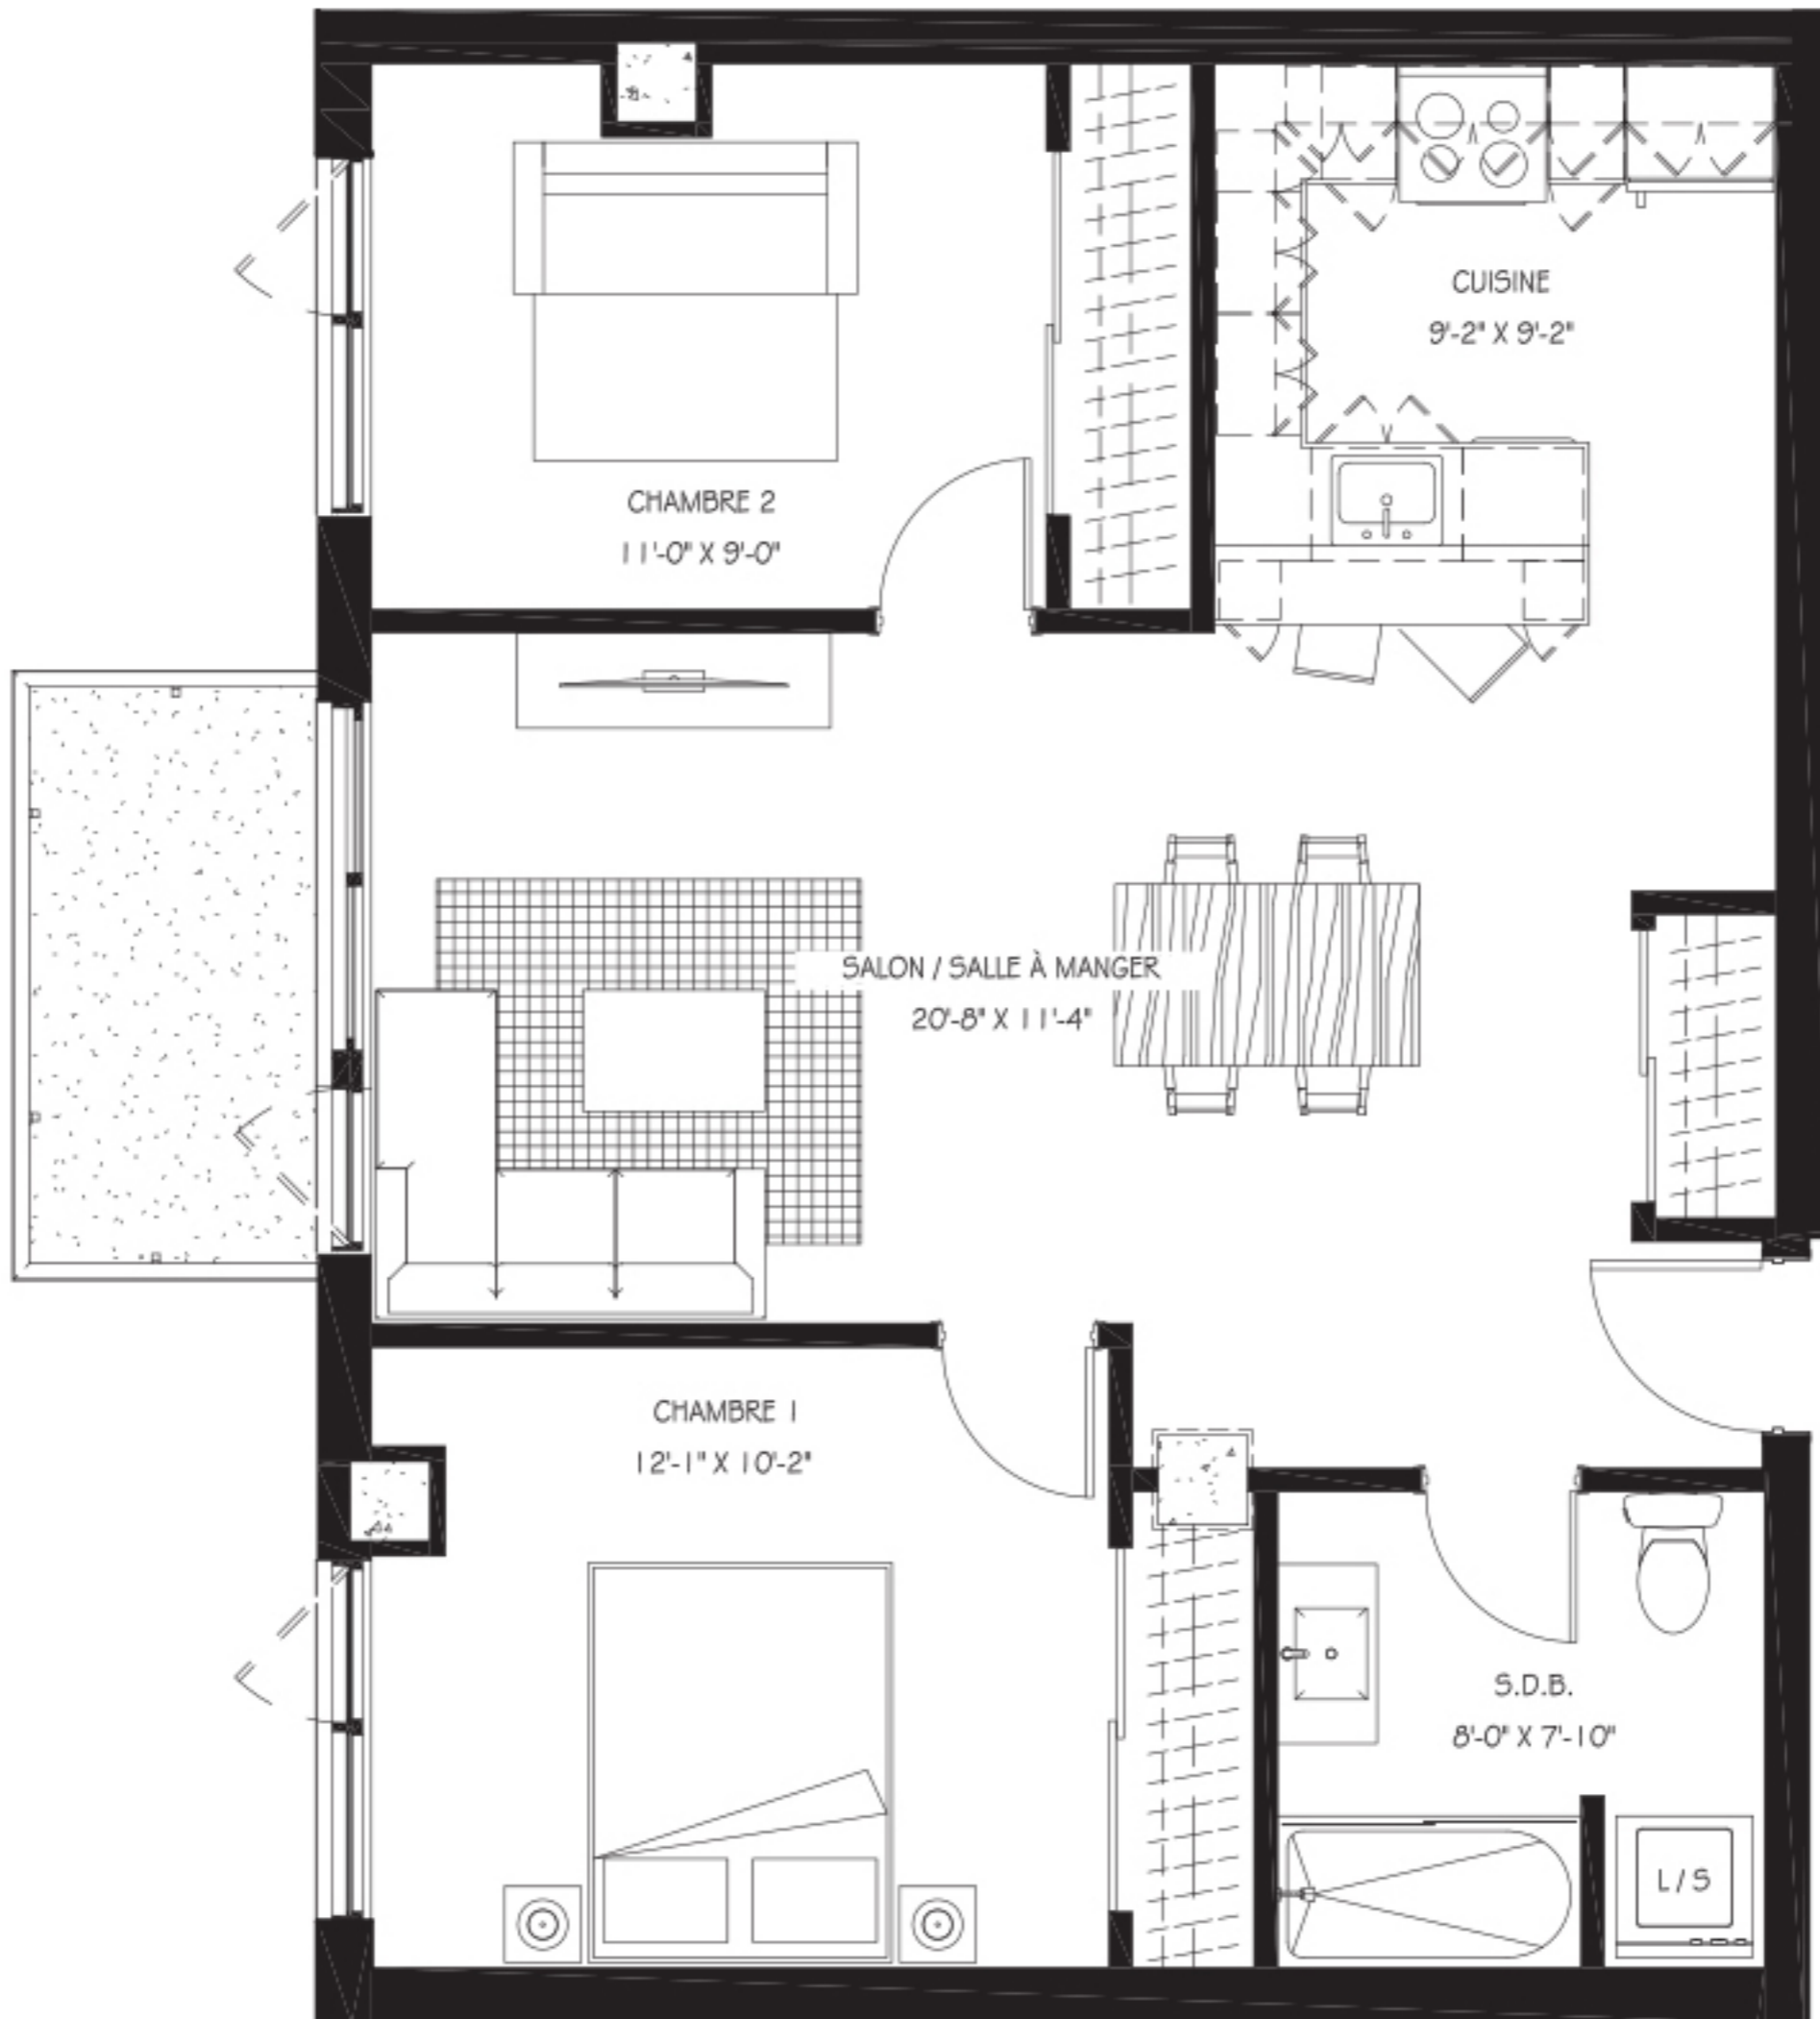 CUISINE
9'-2" X 9'-2"
CHAMBRE 2
11'-0" X 9'-0"
SALON / SALLE À MANGER
20'-8" X 11'-4"
CHAMBRE 1
12'-1" X 10'-2"
S.D.B.
8'-0" X 7'-10"
L / S